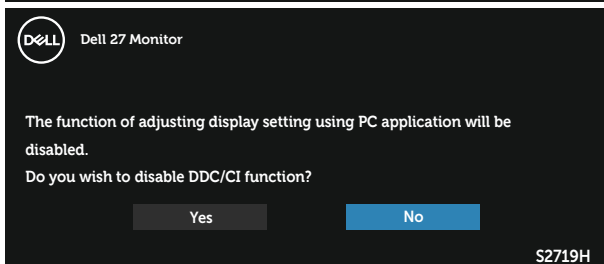 DELL
Dell 27 Monitor
The function of adjusting display setting using PC application will be
disabled.
Do you wish to disable DDC/CI function?
Yes No
S2719H